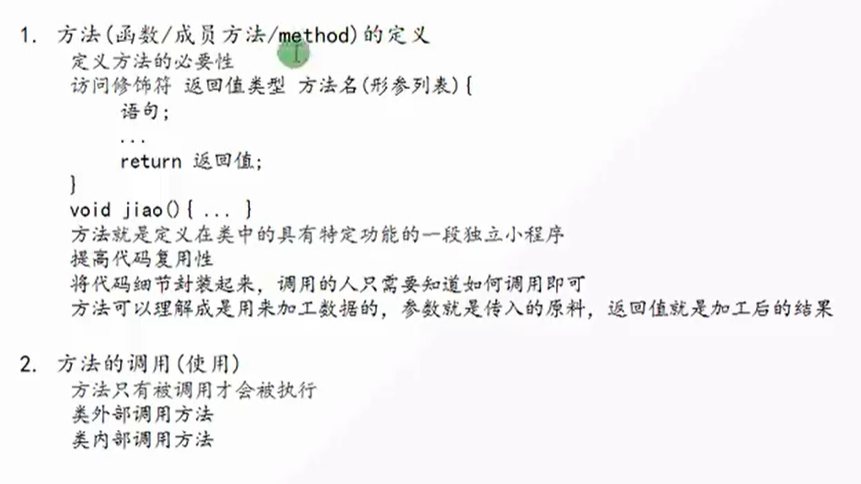 1. 方法(函数/成员方法/method)的定义
定义方法的必要性
访问修饰符 返回值类型 方法名(形参列表){
语句;
...
return 返回值;
}
void jiao(){ ... }
方法就是定义在类中的具有特定功能的一段独立小程序
提高代码复用性
将代码细节封装起来，调用的人只需要知道如何调用即可
方法可以理解成是用来加工数据的，参数就是传入的原料，返回值就是加工后的结果
2. 方法的调用(使用)
方法只有被调用才会被执行
类外部调用方法
类内部调用方法